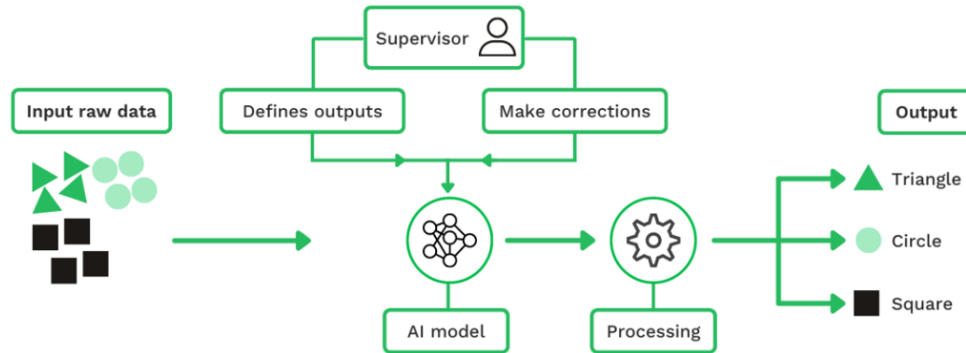 Supervisor
Input raw data
Defines outputs
Make corrections
Output
Triangle
Circle
Square
AI model
Processing